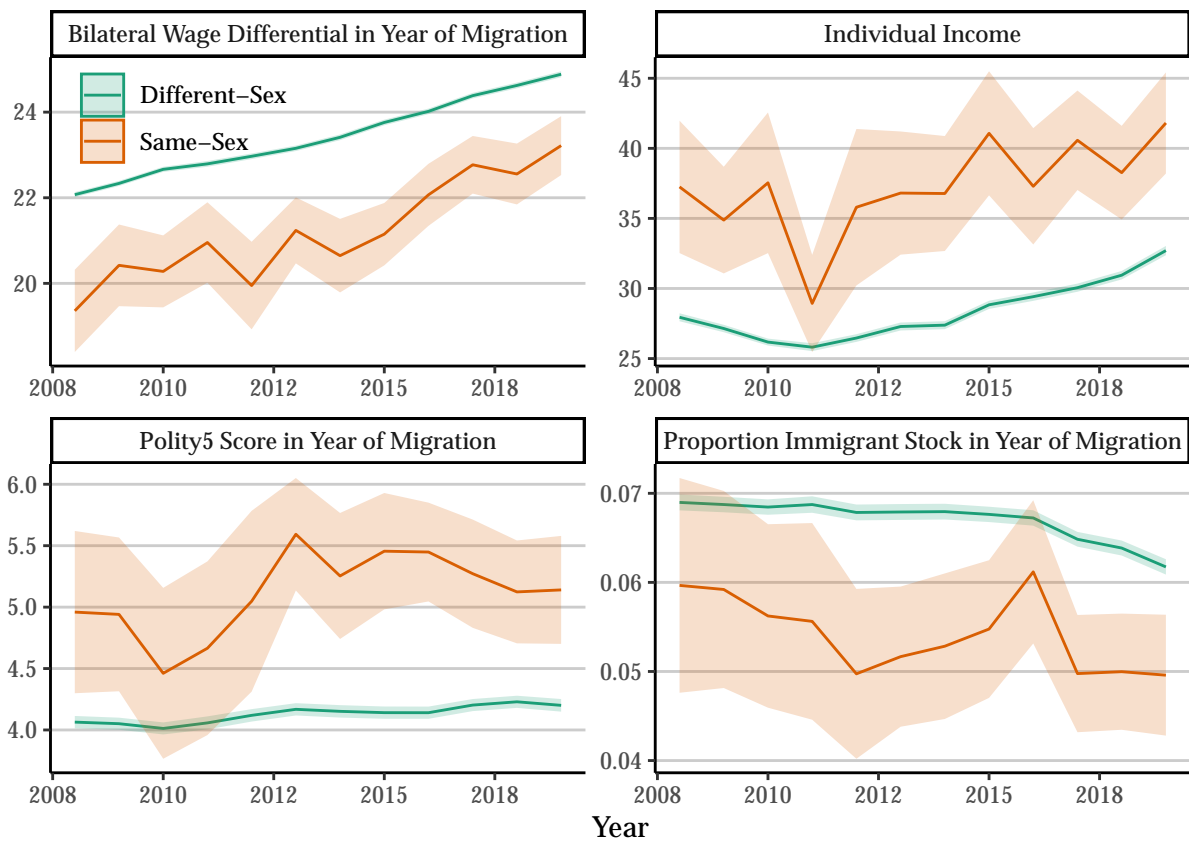 Bilateral Wage Differential in Year of Migration
Individual Income
Different–Sex
Same–Sex
24
22
20
2008 2010 2012 2015 2018
45
40
35
30
25
2008 2010 2012 2015 2018
Polity5 Score in Year of Migration
Proportion Immigrant Stock in Year of Migration
6.0
5.5
5.0
4.5
4.0
2008 2010 2012 2015 2018
0.07
0.06
0.05
0.04
2008 2010 2012 2015 2018
Year